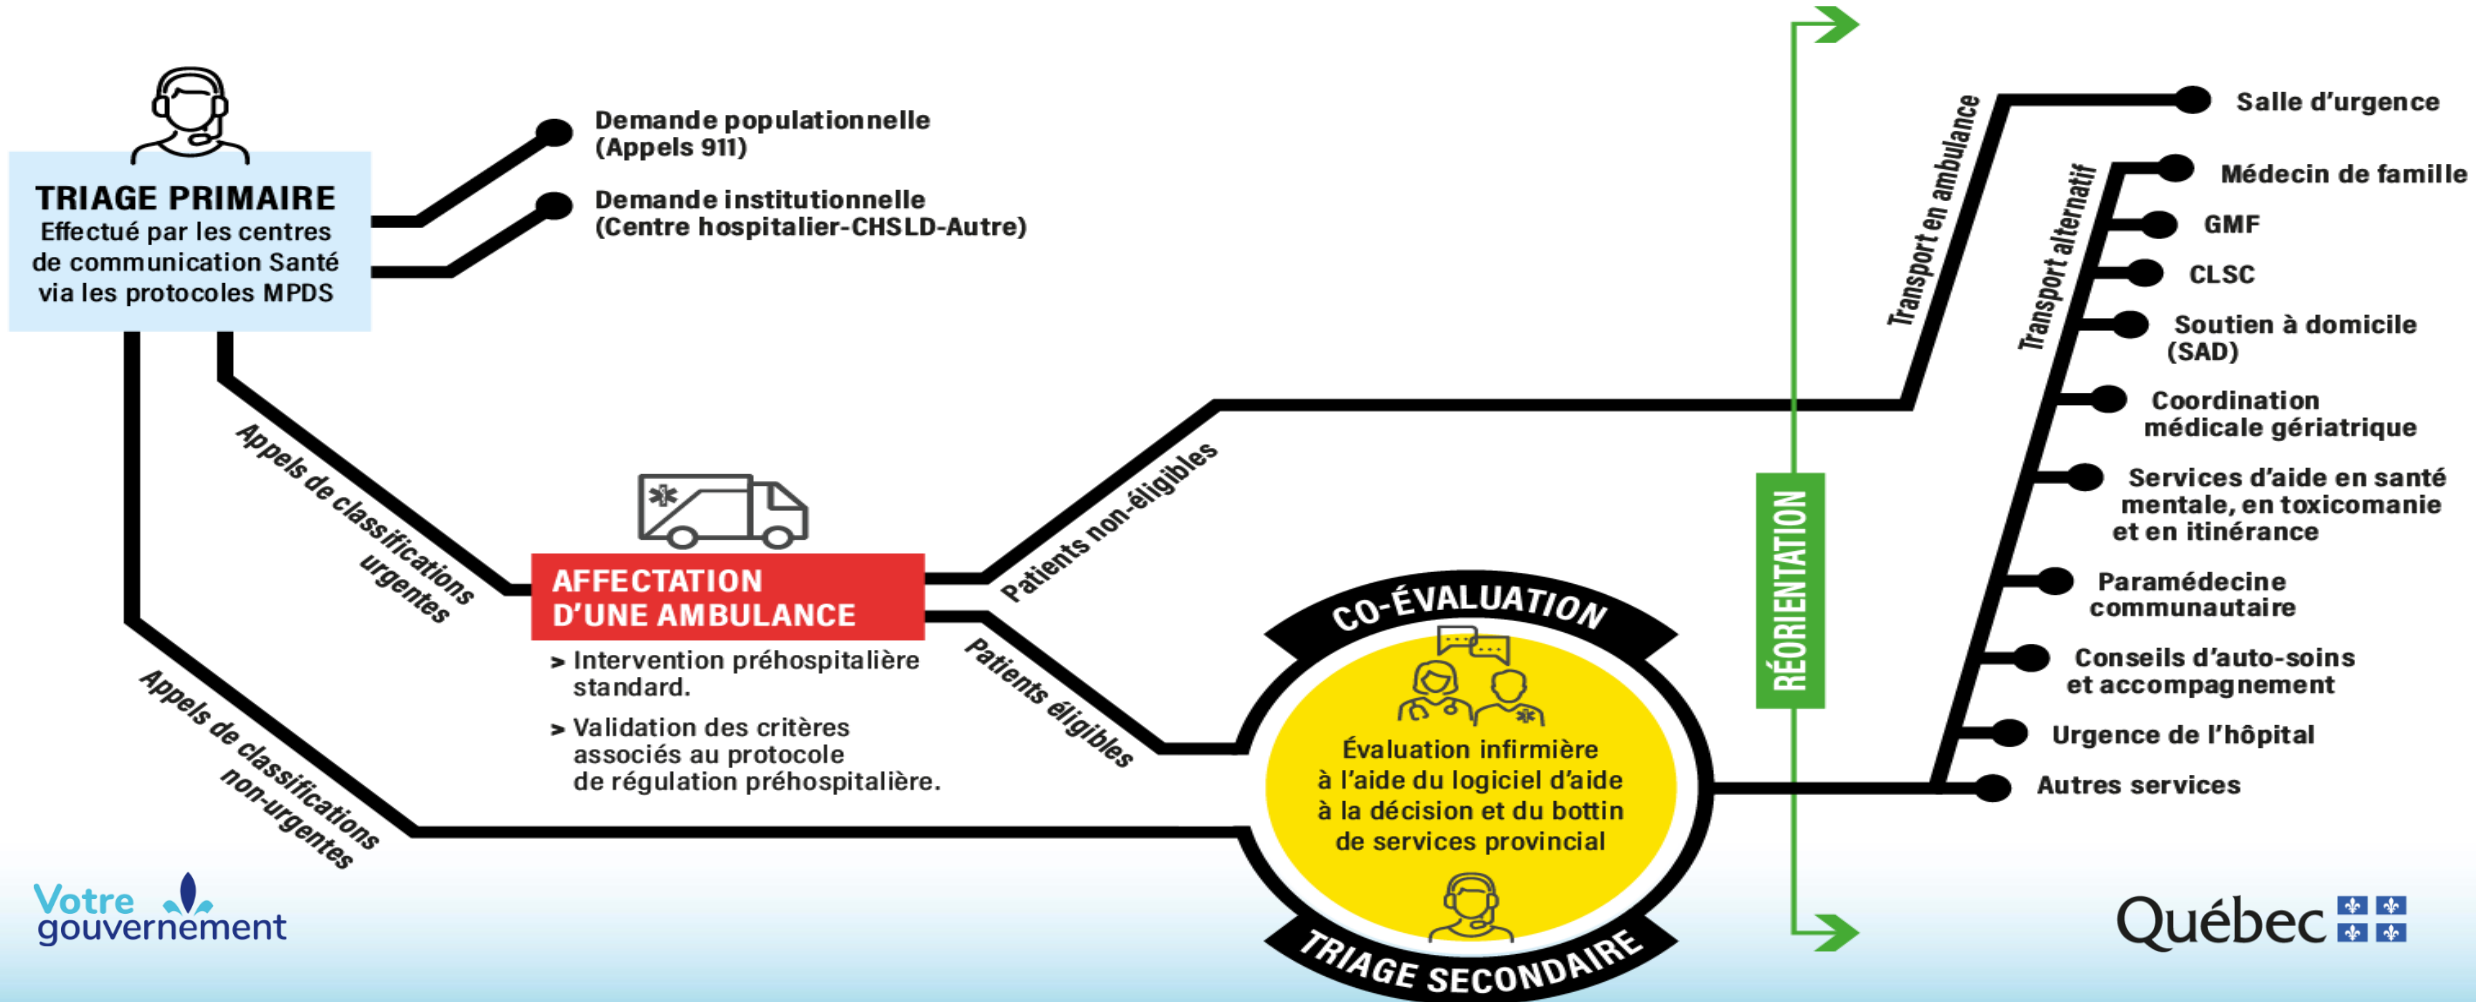 TRIAGE PRIMAIRE
Effectué par les centres
de communication Santé
via les protocoles MPDS
Demande populationnelle
(Appels 911)
Demande institutionnelle
(Centre hospitalier-CHSLD-Autre)
Appels de classifications
urgentes
Appels de classifications
non-urgentes
AFFECTATION
D'UNE AMBULANCE
> Intervention préhospitalière
standard.
> Validation des critères
associés au protocole
de régulation préhospitalière.
Patients non-éligibles
Patients éligibles
CO-ÉVALUATION
Évaluation infirmière
à l'aide du logiciel d'aide
à la décision et du bottin
de services provincial
TRIAGE SECONDAIRE
RÉORIENTATION
Transport en ambulance
Transport alternatif
Salle d'urgence
Médecin de famille
GMF
CLSC
Soutien à domicile
(SAD)
Coordination
médicale gériatrique
Services d'aide en santé
mentale, en toxicomanie
et en itinérance
Paramédecine
communautaire
Conseils d'auto-soins
et accompagnement
Urgence de l'hôpital
Autres services
Votre
gouvernement
Québec